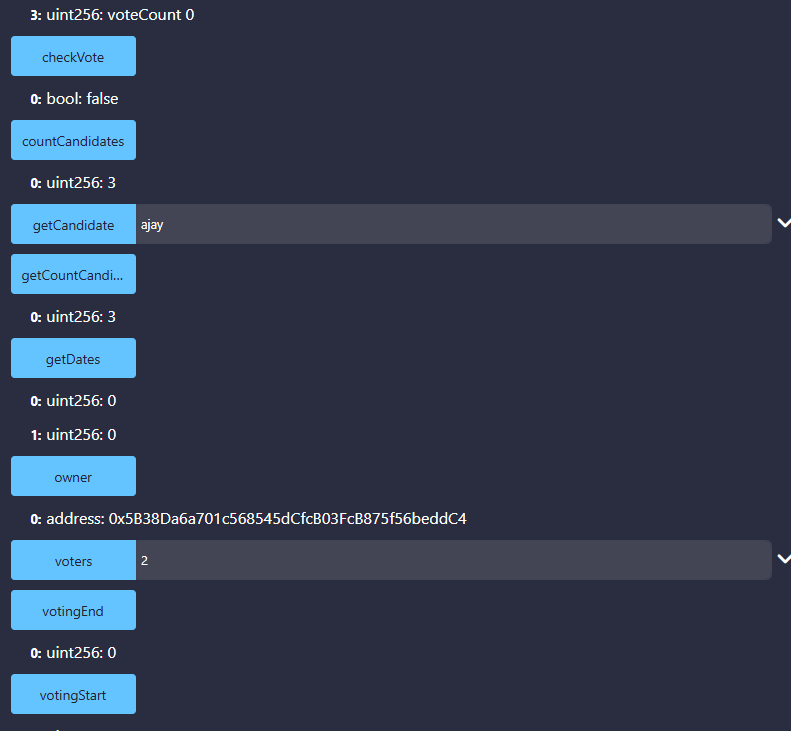 3: uint256: voteCount 0
checkVote
0: bool: false
countCandidates
0: uint256: 3
getCandidate ajay
getCountCandi...
0: uint256: 3
getDates
0: uint256: 0
1: uint256: 0
owner
0: address: 0x5B38Da6a701c568545dCfcB03FcB875f56beddC4
voters 2
votingEnd
0: uint256: 0
votingStart